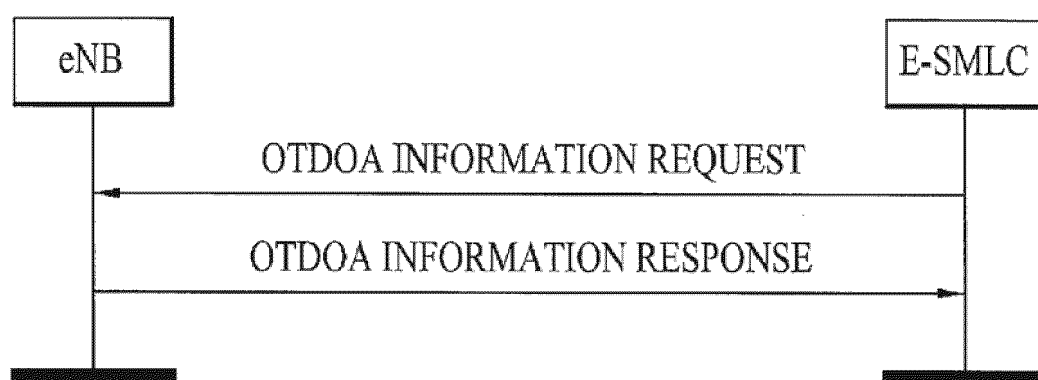 eNB
E-SMLC
OTDOA INFORMATION REQUEST
OTDOA INFORMATION RESPONSE